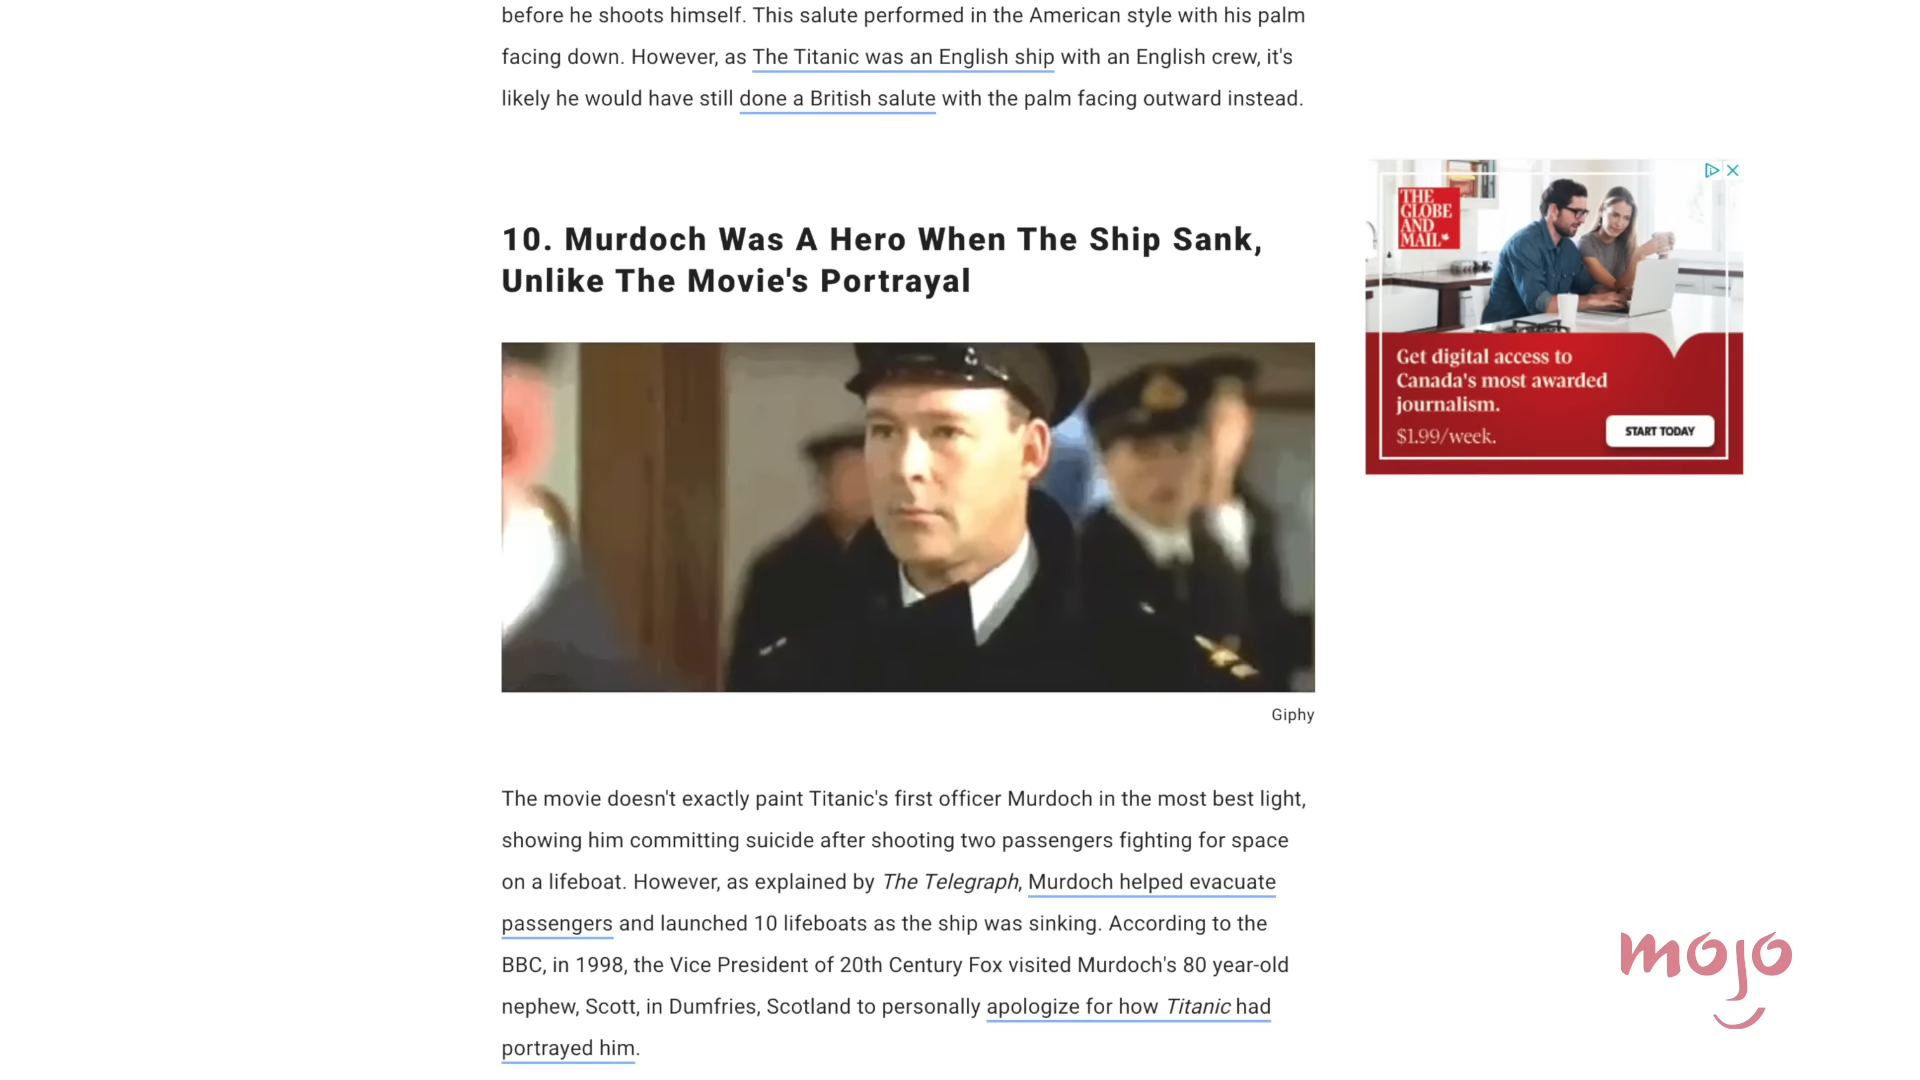 before he shoots himself. This salute performed in the American style with his palm
facing down. However, as The Titanic was an English ship with an English crew, it's
likely he would have still done a British salute with the palm facing outward instead.
10. Murdoch Was A Hero When The Ship Sank,
Unlike The Movie's Portrayal
Giphy
The movie doesn't exactly paint Titanic's first officer Murdoch in the most best light,
showing him committing suicide after shooting two passengers fighting for space
on a lifeboat. However, as explained by The Telegraph, Murdoch helped evacuate
passengers and launched 10 lifeboats as the ship was sinking. According to the
BBC, in 1998, the Vice President of 20th Century Fox visited Murdoch's 80 year-old
nephew, Scott, in Dumfries, Scotland to personally apologize for how Titanic had
portrayed him.
THE
GLOBE
AND
MAIL
Get digital access to
Canada's most awarded
journalism.
$1.99/week.
START TODAY
mojo